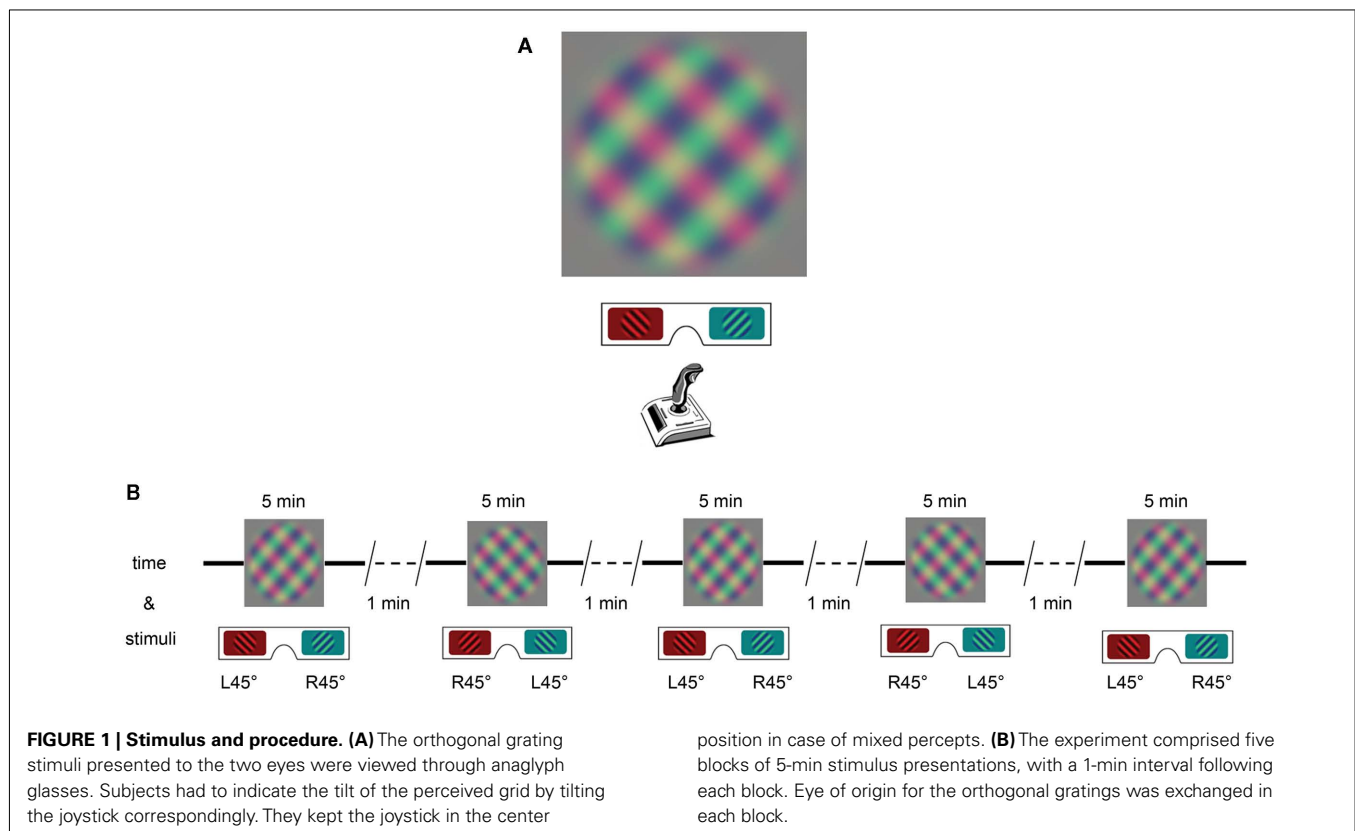 A
B
5 min 5 min 5 min 5 min 5 min
time
& 1 min 1 min 1 min 1 min
stimuli
L45° R45° R45° L45° L45° R45° R45° L45° L45° R45°
FIGURE 1 | Stimulus and procedure. (A) The orthogonal grating
stimuli presented to the two eyes were viewed through anaglyph
glasses. Subjects had to indicate the tilt of the perceived grid by tilting
the joystick correspondingly. They kept the joystick in the center
position in case of mixed percepts. (B) The experiment comprised five
blocks of 5-min stimulus presentations, with a 1-min interval following
each block. Eye of origin for the orthogonal gratings was exchanged in
each block.